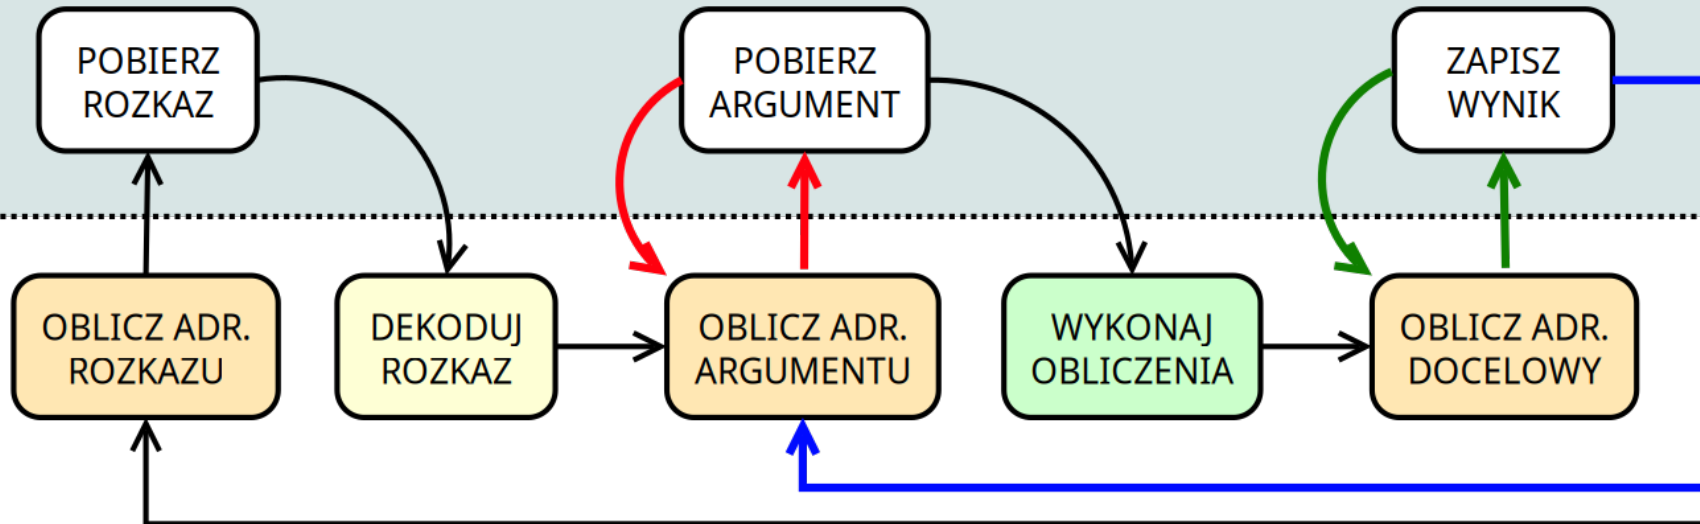 POBIERZ
ROZKAZ
POBIERZ
ARGUMENT
ZAPISZ
WYNIK
OBLICZ ADR.
ROZKAZU
DEKODUJ
ROZKAZ
OBLICZ ADR.
ARGUMENTU
WYKONAJ
OBLICZENIA
OBLICZ ADR.
DOCELOWY